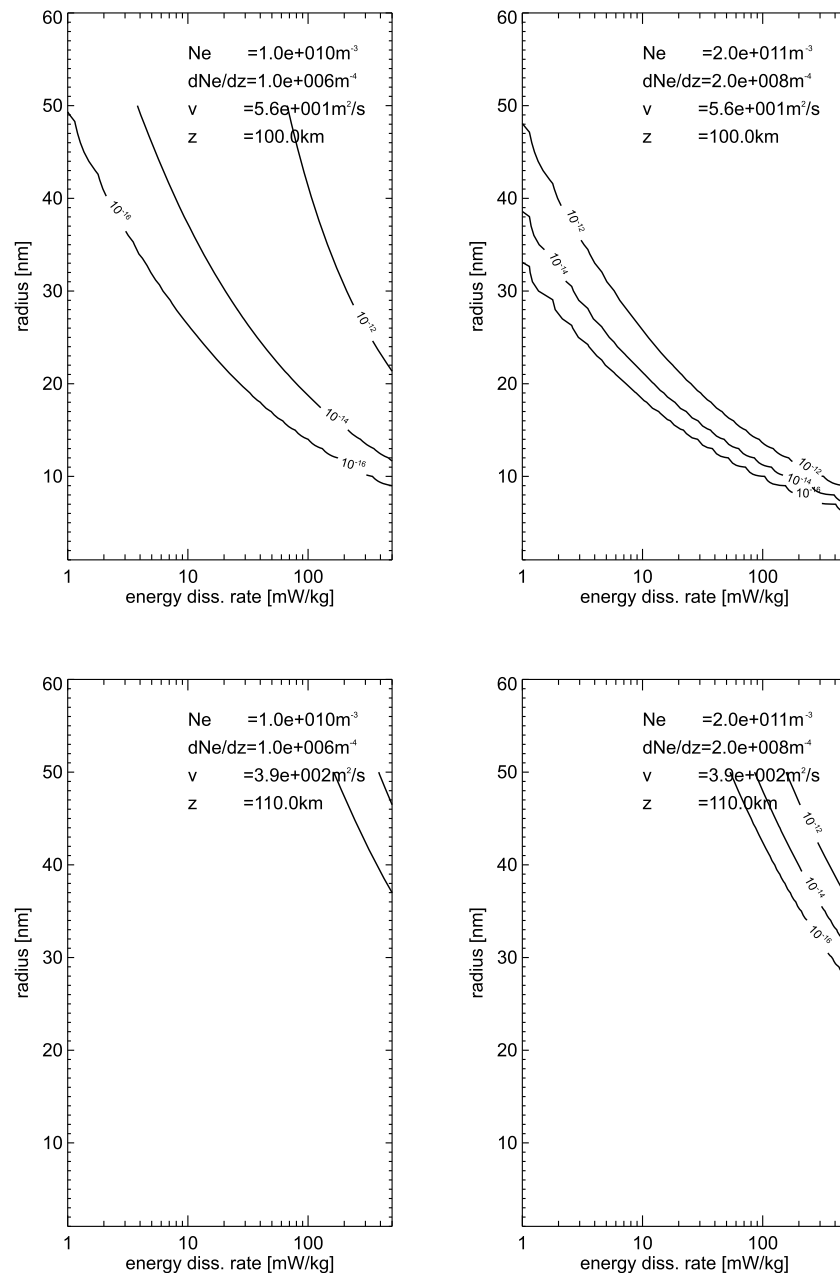 60
50
40
30
20
10
radius [nm]
Ne =1.0e+010m⁻³
dNe/dz=1.0e+006m⁻⁴
v =5.6e+001m²/s
z =100.0km
10⁻¹⁶
10⁻¹²
10⁻¹⁴
10⁻¹⁶
1 10 100
energy diss. rate [mW/kg]
60
50
40
30
20
10
radius [nm]
Ne =2.0e+011m⁻³
dNe/dz=2.0e+008m⁻⁴
v =5.6e+001m²/s
z =100.0km
10⁻¹²
10⁻¹⁴
10⁻¹²
10⁻¹⁴
10⁻¹⁶
1 10 100
energy diss. rate [mW/kg]
60
50
40
30
20
10
radius [nm]
Ne =1.0e+010m⁻³
dNe/dz=1.0e+006m⁻⁴
v =3.9e+002m²/s
z =110.0km
1 10 100
energy diss. rate [mW/kg]
60
50
40
30
20
10
radius [nm]
Ne =2.0e+011m⁻³
dNe/dz=2.0e+008m⁻⁴
v =3.9e+002m²/s
z =110.0km
10⁻¹²
10⁻¹⁴
10⁻¹⁶
1 10 100
energy diss. rate [mW/kg]